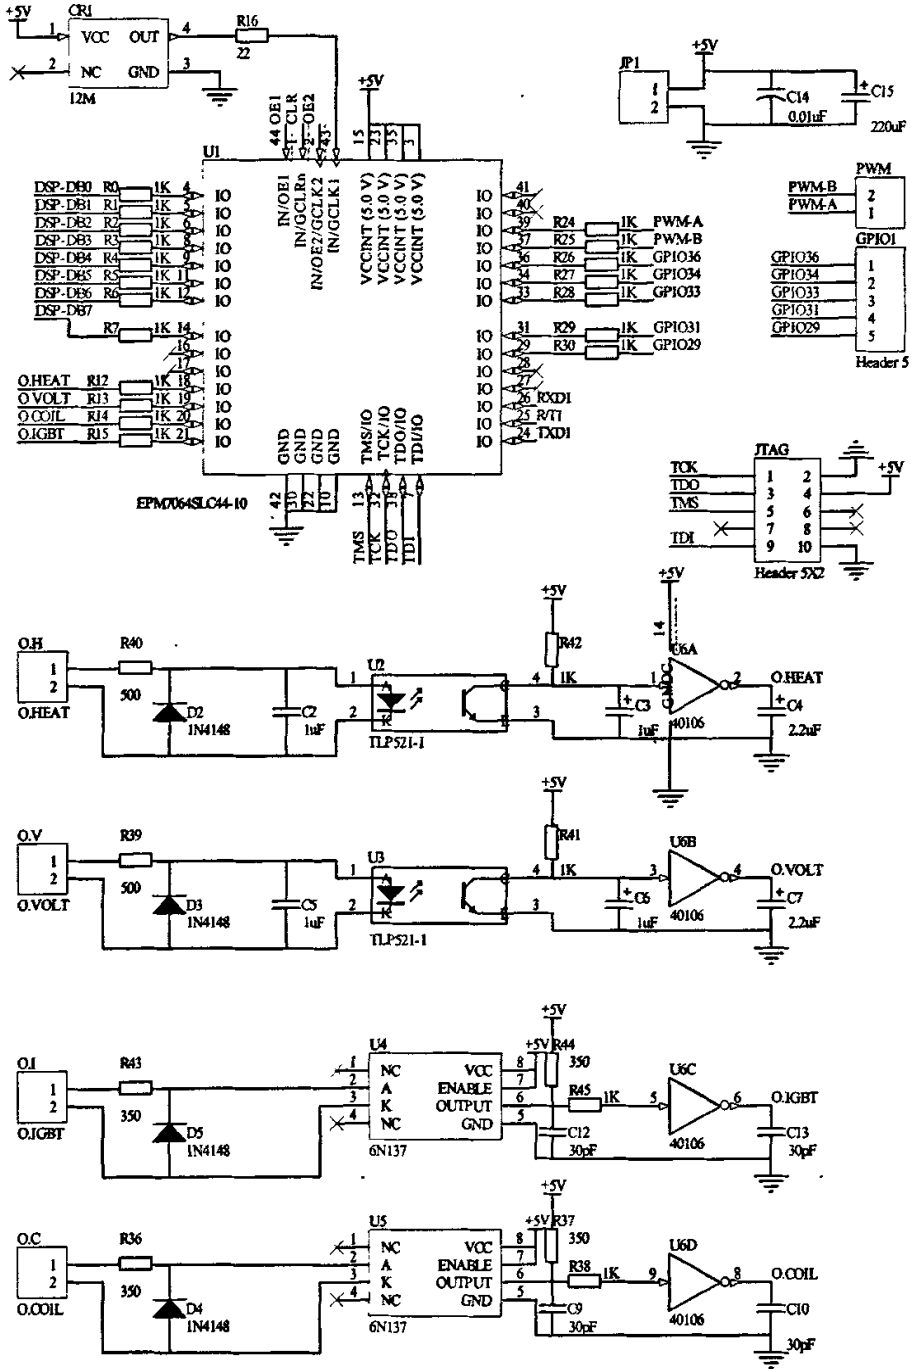 +5V
CR1
1 VCC OUT 4
R16
22
2 NC GND 3
12M
+5V
JP1
1
2
C14
0.01uF
C15
220uF
+5V
44 OE1
1 CLR
2 OE2
43
15
23
35
3
U1
IN/OE1
IN/GCLRn
IN/OE2/GCLK2
IN/GCLK1
VCCINT (5.0 V)
VCCINT (5.0 V)
VCCINT (5.0 V)
VCCINT (5.0 V)
DSP-DB0 R0 1K 4 IO
DSP-DB1 R1 1K 5 IO
DSP-DB2 R2 1K 6 IO
DSP-DB3 R3 1K 8 IO
DSP-DB4 R4 1K 9 IO
DSP-DB5 R5 1K 11 IO
DSP-DB6 R6 1K 12 IO
DSP-DB7
R7 1K 14 IO
16 IO
17 IO
O.HEAT R12 1K 18 IO
O.VOLT R13 1K 19 IO
O.COIL R14 1K 20 IO
O.IGBT R15 1K 21 IO
IO 41
IO 40
IO 39 R24 1K PWM-A
IO 37 R25 1K PWM-B
IO 36 R26 1K GPIO36
IO 34 R27 1K GPIO34
IO 33 R28 1K GPIO33
IO 31 R29 1K GPIO31
IO 29 R30 1K GPIO29
IO 28
IO 27
IO 26 RXD1
IO 25 R/T1
IO 24 TXD1
GND
GND
GND
GND
TMS/IO
TCK/IO
TDO/IO
TDI/IO
42
30
22
10
13
32
38
7
TMS
TCK
TDO
TDI
EPM7064SLC44-10
PWM
PWM-B 2
PWM-A 1
GPIO1
GPIO36 1
GPIO34 2
GPIO33 3
GPIO31 4
GPIO29 5
Header 5
JTAG
+5V
TCK 1 2
TDO 3 4
TMS 5 6
7 8
TDI 9 10
Header 5X2
O.H
1
2
O.HEAT
R40
500
D2
1N4148
C2
1uF
U2
1 A
2 K
TLP521-1
C 4
E 3
+5V
R42
1K
C3
1uF
+5V
14
U6A
1
2
40106
O.HEAT
C4
2.2uF
O.V
1
2
O.VOLT
R39
500
D3
1N4148
C5
1uF
U3
1 A
2 K
TLP521-1
C 4
E 3
+5V
R41
1K
C6
1uF
U6B
3
4
40106
O.VOLT
C7
2.2uF
O.I
1
2
O.IGBT
R43
350
D5
1N4148
U4
1 NC VCC 8
2 A ENABLE 7
3 K OUTPUT 6
4 NC GND 5
6N137
+5V
+5V R44
350
R45
1K
C12
30pF
U6C
5
6
40106
O.IGBT
C13
30pF
O.C
1
2
O.COIL
R36
350
D4
1N4148
U5
1 NC VCC 8
2 A ENABLE 7
3 K OUTPUT 6
4 NC GND 5
6N137
+5V
+5V R37
350
R38
1K
C9
30pF
U6D
9
8
40106
O.COIL
C10
30pF